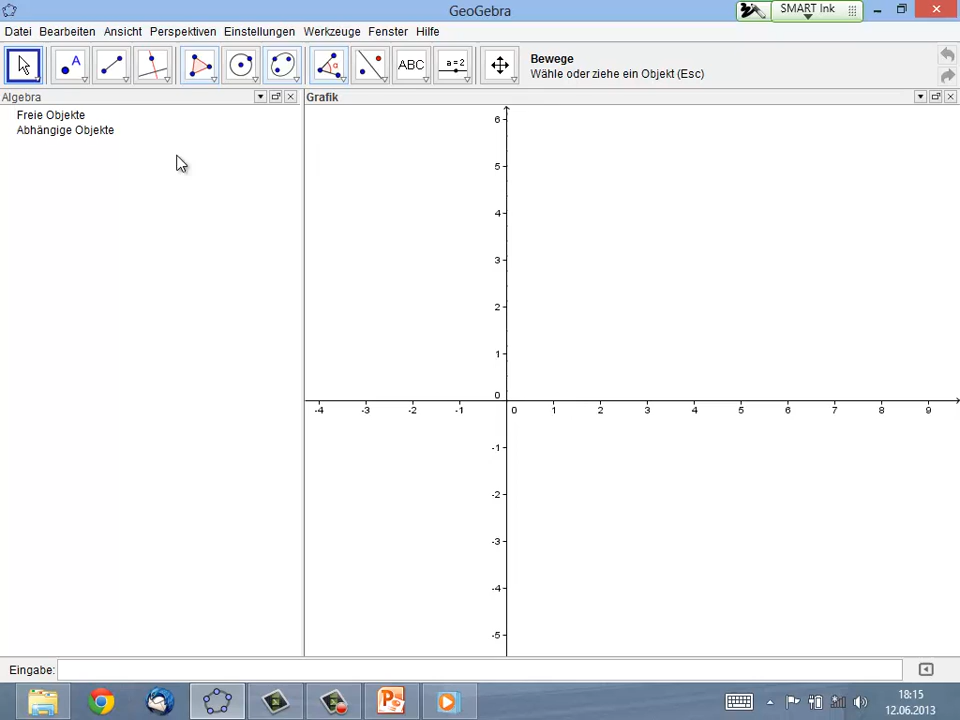 GeoGebra
SMART Ink
Datei Bearbeiten Ansicht Perspektiven Einstellungen Werkzeuge Fenster Hilfe
A
α
ABC
a=2
Bewege
Wähle oder ziehe ein Objekt (Esc)
Algebra
Grafik
Freie Objekte
Abhängige Objekte
6
5
4
3
2
1
0
-4 -3 -2 -1 0 1 2 3 4 5 6 7 8 9
-1
-2
-3
-4
-5
Eingabe:
18:15
12.06.2013